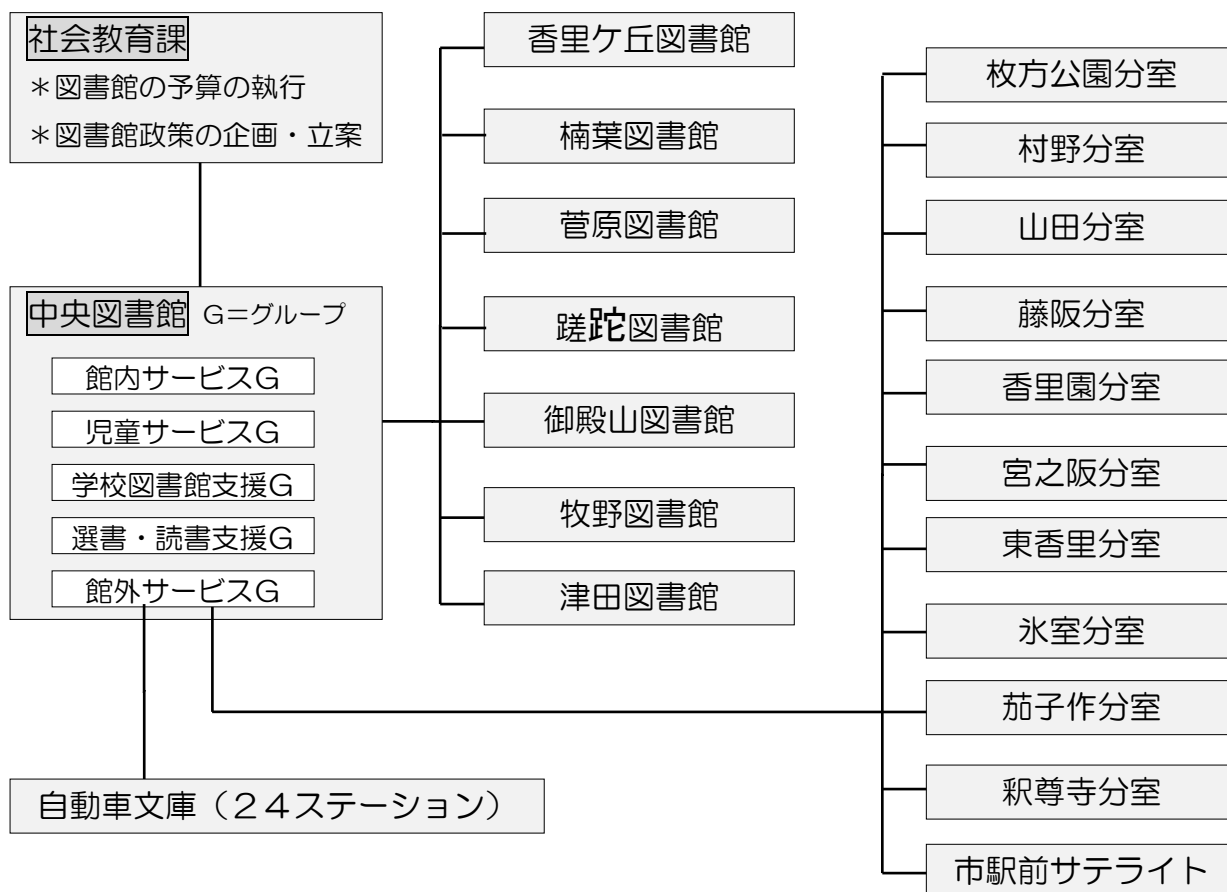 社会教育課
＊図書館の予算の執行
＊図書館政策の企画・立案
中央図書館 G＝グループ
館内サービスG
児童サービスG
学校図書館支援G
選書・読書支援G
館外サービスG
自動車文庫（２４ステーション）
香里ケ丘図書館
楠葉図書館
菅原図書館
蹉跎図書館
御殿山図書館
牧野図書館
津田図書館
枚方公園分室
村野分室
山田分室
藤阪分室
香里園分室
宮之阪分室
東香里分室
氷室分室
茄子作分室
釈尊寺分室
市駅前サテライト